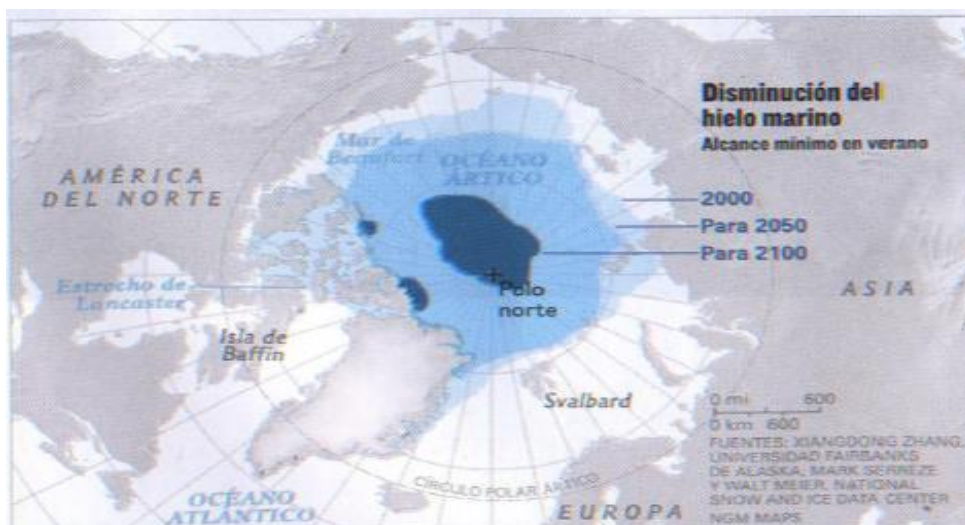 Disminución del
hielo marino
Alcance mínimo en verano
2000
Para 2050
Para 2100
Mar de
Beaufort
OCÉANO
ÁRTICO
AMÉRICA
DEL NORTE
Estrecho de
Lancaster
Isla de
Baffin
Polo
norte
ASIA
Svalbard
CÍRCULO POLAR ÁRTICO
OCÉANO
ATLÁNTICO
EUROPA
0 mi 600
0 km 600
FUENTES: XIANGDONG ZHANG,
UNIVERSIDAD FAIRBANKS
DE ALASKA, MARK SERREZE
Y WALT MEIER, NATIONAL
SNOW AND ICE DATA CENTER
NGM MAPS